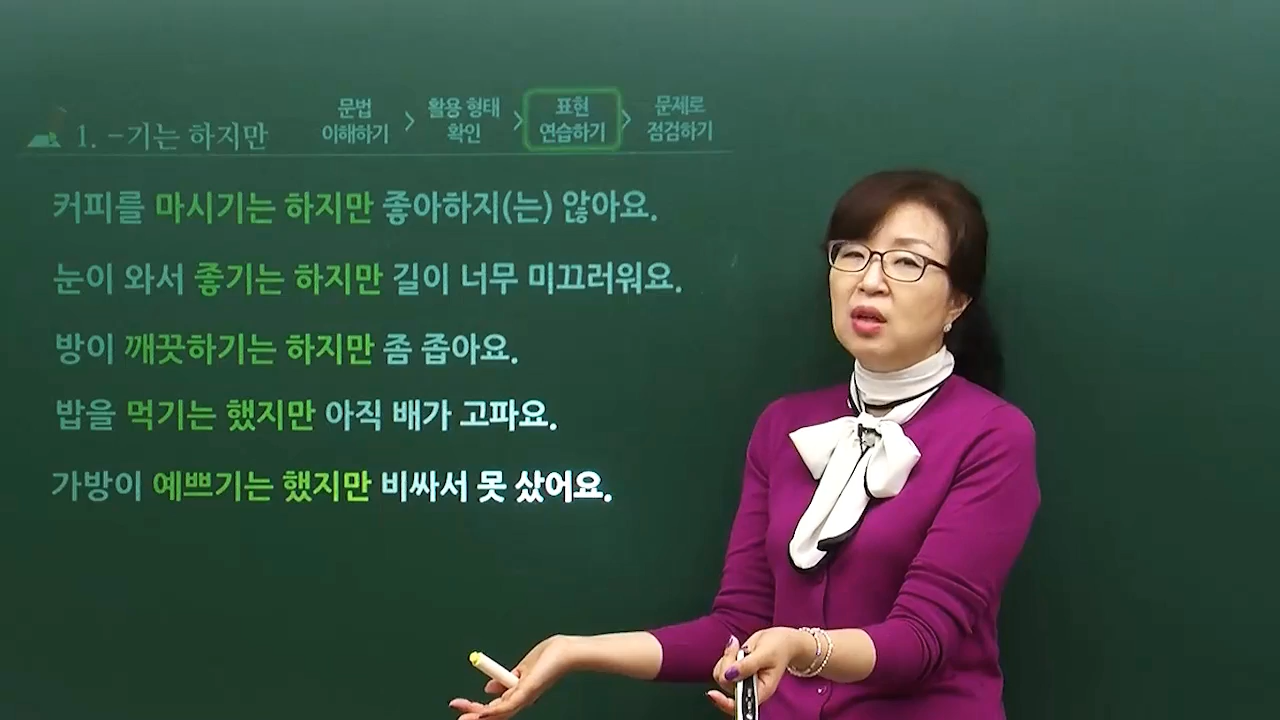 1. -기는 하지만
문법 이해하기 > 활용 형태 확인 > 표현 연습하기 > 문제로 점검하기
커피를 마시기는 하지만 좋아하지(는) 않아요.
눈이 와서 좋기는 하지만 길이 너무 미끄러워요.
방이 깨끗하기는 하지만 좀 좁아요.
밥을 먹기는 했지만 아직 배가 고파요.
가방이 예쁘기는 했지만 비싸서 못 샀어요.